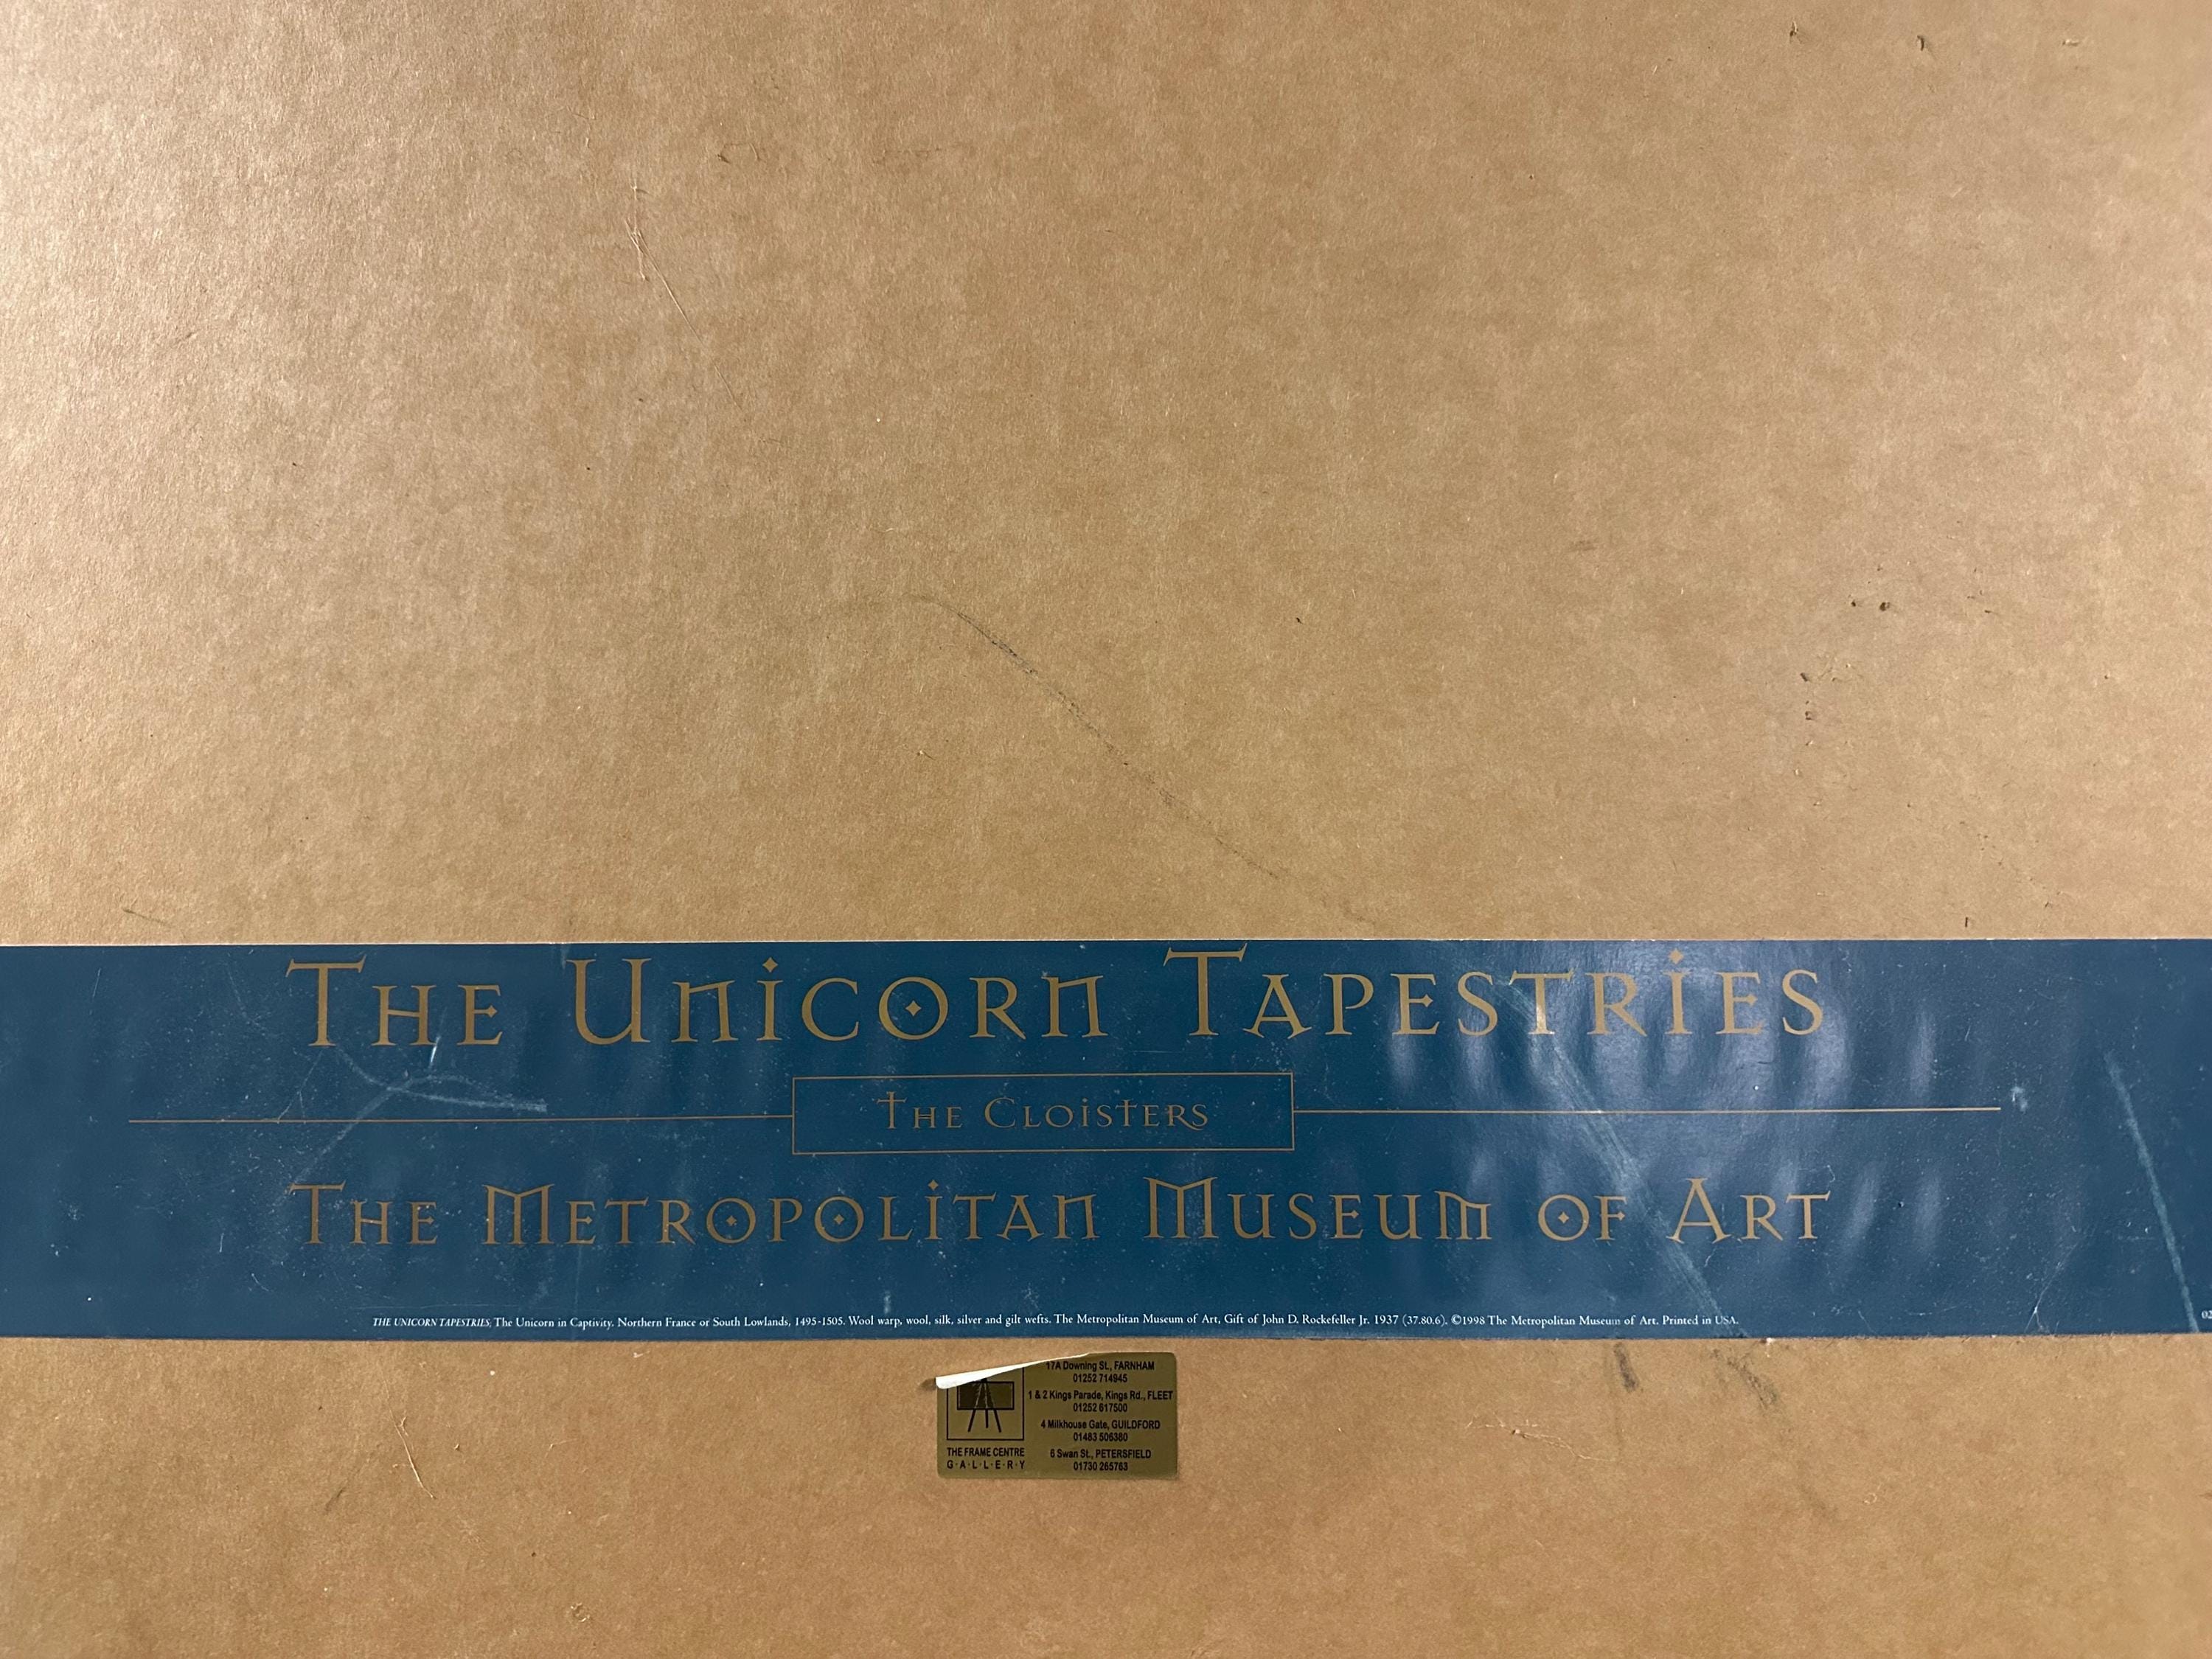 THE UNICORN TAPESTRIES
THE CLOISTERS
THE METROPOLITAN MUSEUM OF ART
THE UNICORN TAPESTRIES; The Unicorn in Captivity. Northern France or South Lowlands, 1495-1505. Wool warp, wool, silk, silver and gilt wefts. The Metropolitan Museum of Art, Gift of John D. Rockefeller Jr. 1937 (37.80.6). ©1998 The Metropolitan Museum of Art. Printed in USA.
17A Downing St., FARNHAM
01252 714945
1 & 2 Kings Parade, Kings Rd., FLEET
01252 617500
4 Milkhouse Gate, GUILDFORD
01483 506380
6 Swan St., PETERSFIELD
01730 265763
THE FRAME CENTRE
G·A·L·L·E·R·Y